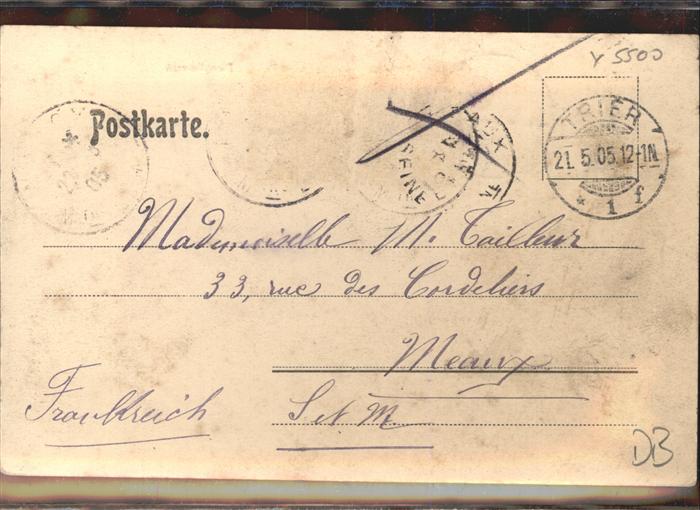 Y 5500
Postkarte.
TRIER
21.5.05.12-1N
* 1 f
Mademoiselle M. Tailleur
33, rue des Cordeliers
Meaux
Frankreich
S et M
DB